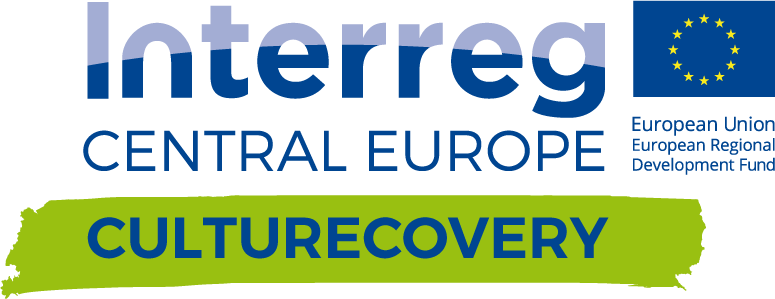 Interreg
CENTRAL EUROPE
European Union
European Regional
Development Fund
CULTURECOVERY